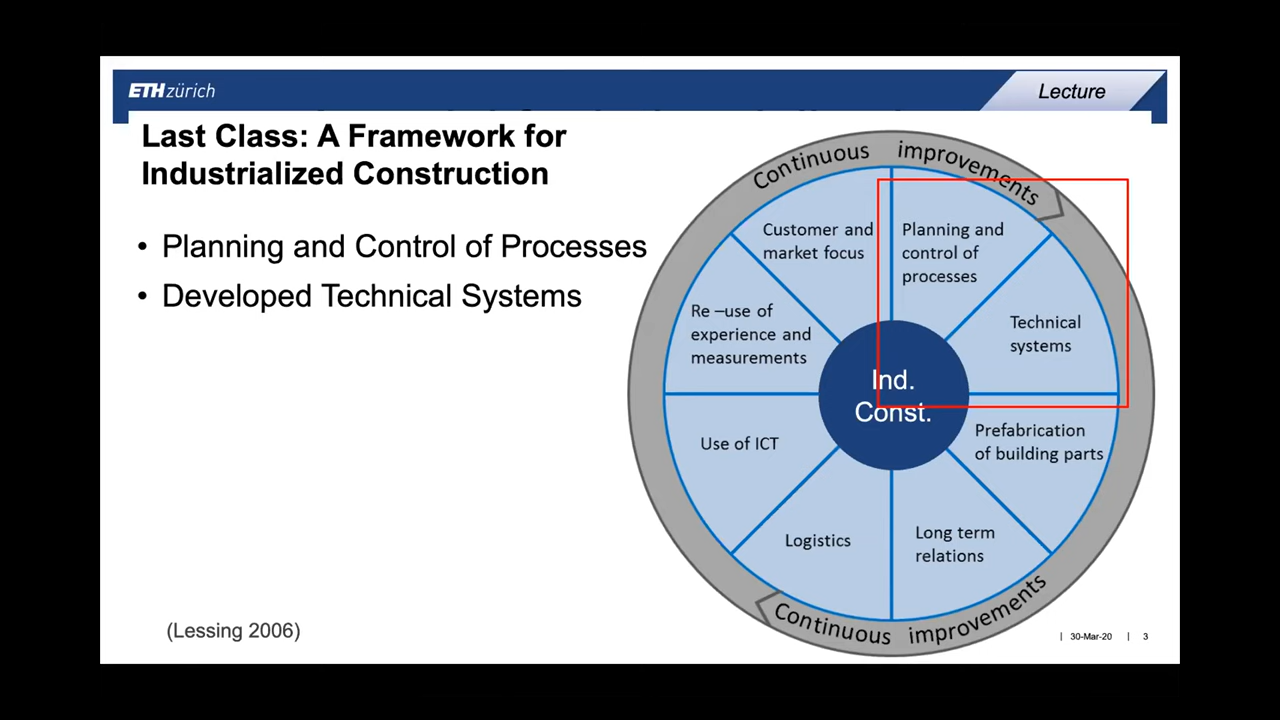 ETH zürich
Lecture
Last Class: A Framework for
Industrialized Construction
• Planning and Control of Processes
• Developed Technical Systems
(Lessing 2006)
Continuous improvements
Customer and
market focus
Planning and
control of
processes
Re –use of
experience and
measurements
Technical
systems
Ind.
Const.
Use of ICT
Prefabrication
of building parts
Logistics
Long term
relations
Continuous improvements
| 30-Mar-20 | 3